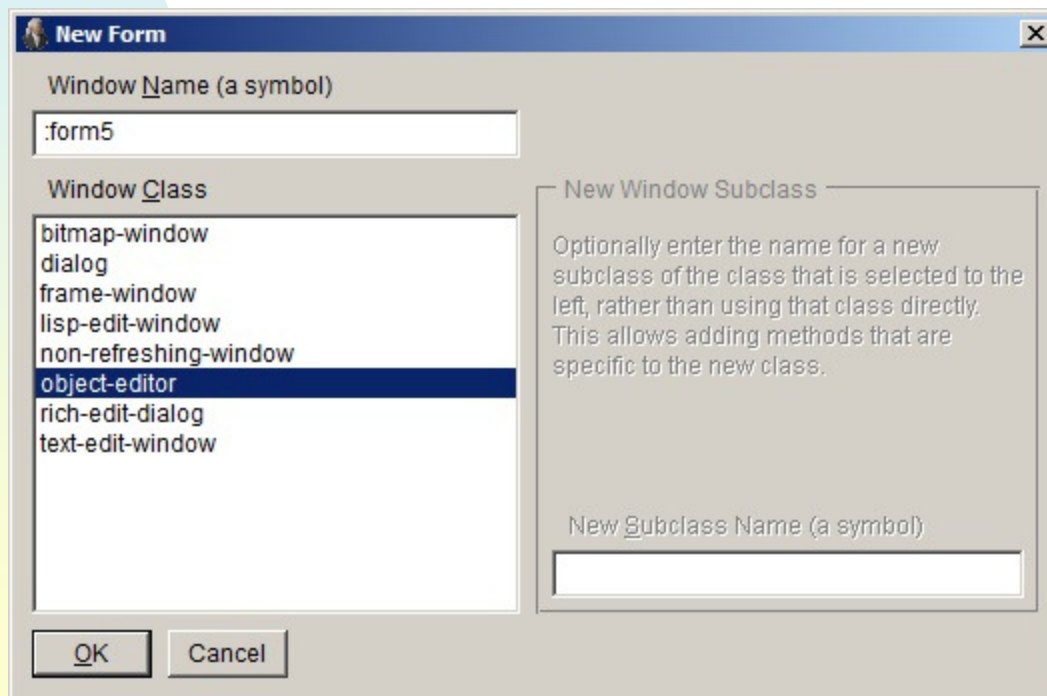 New Form
Window Name (a symbol)
:form5
Window Class
bitmap-window
dialog
frame-window
lisp-edit-window
non-refreshing-window
object-editor
rich-edit-dialog
text-edit-window
New Window Subclass
Optionally enter the name for a new
subclass of the class that is selected to the
left, rather than using that class directly.
This allows adding methods that are
specific to the new class.
New Subclass Name (a symbol)
OK
Cancel